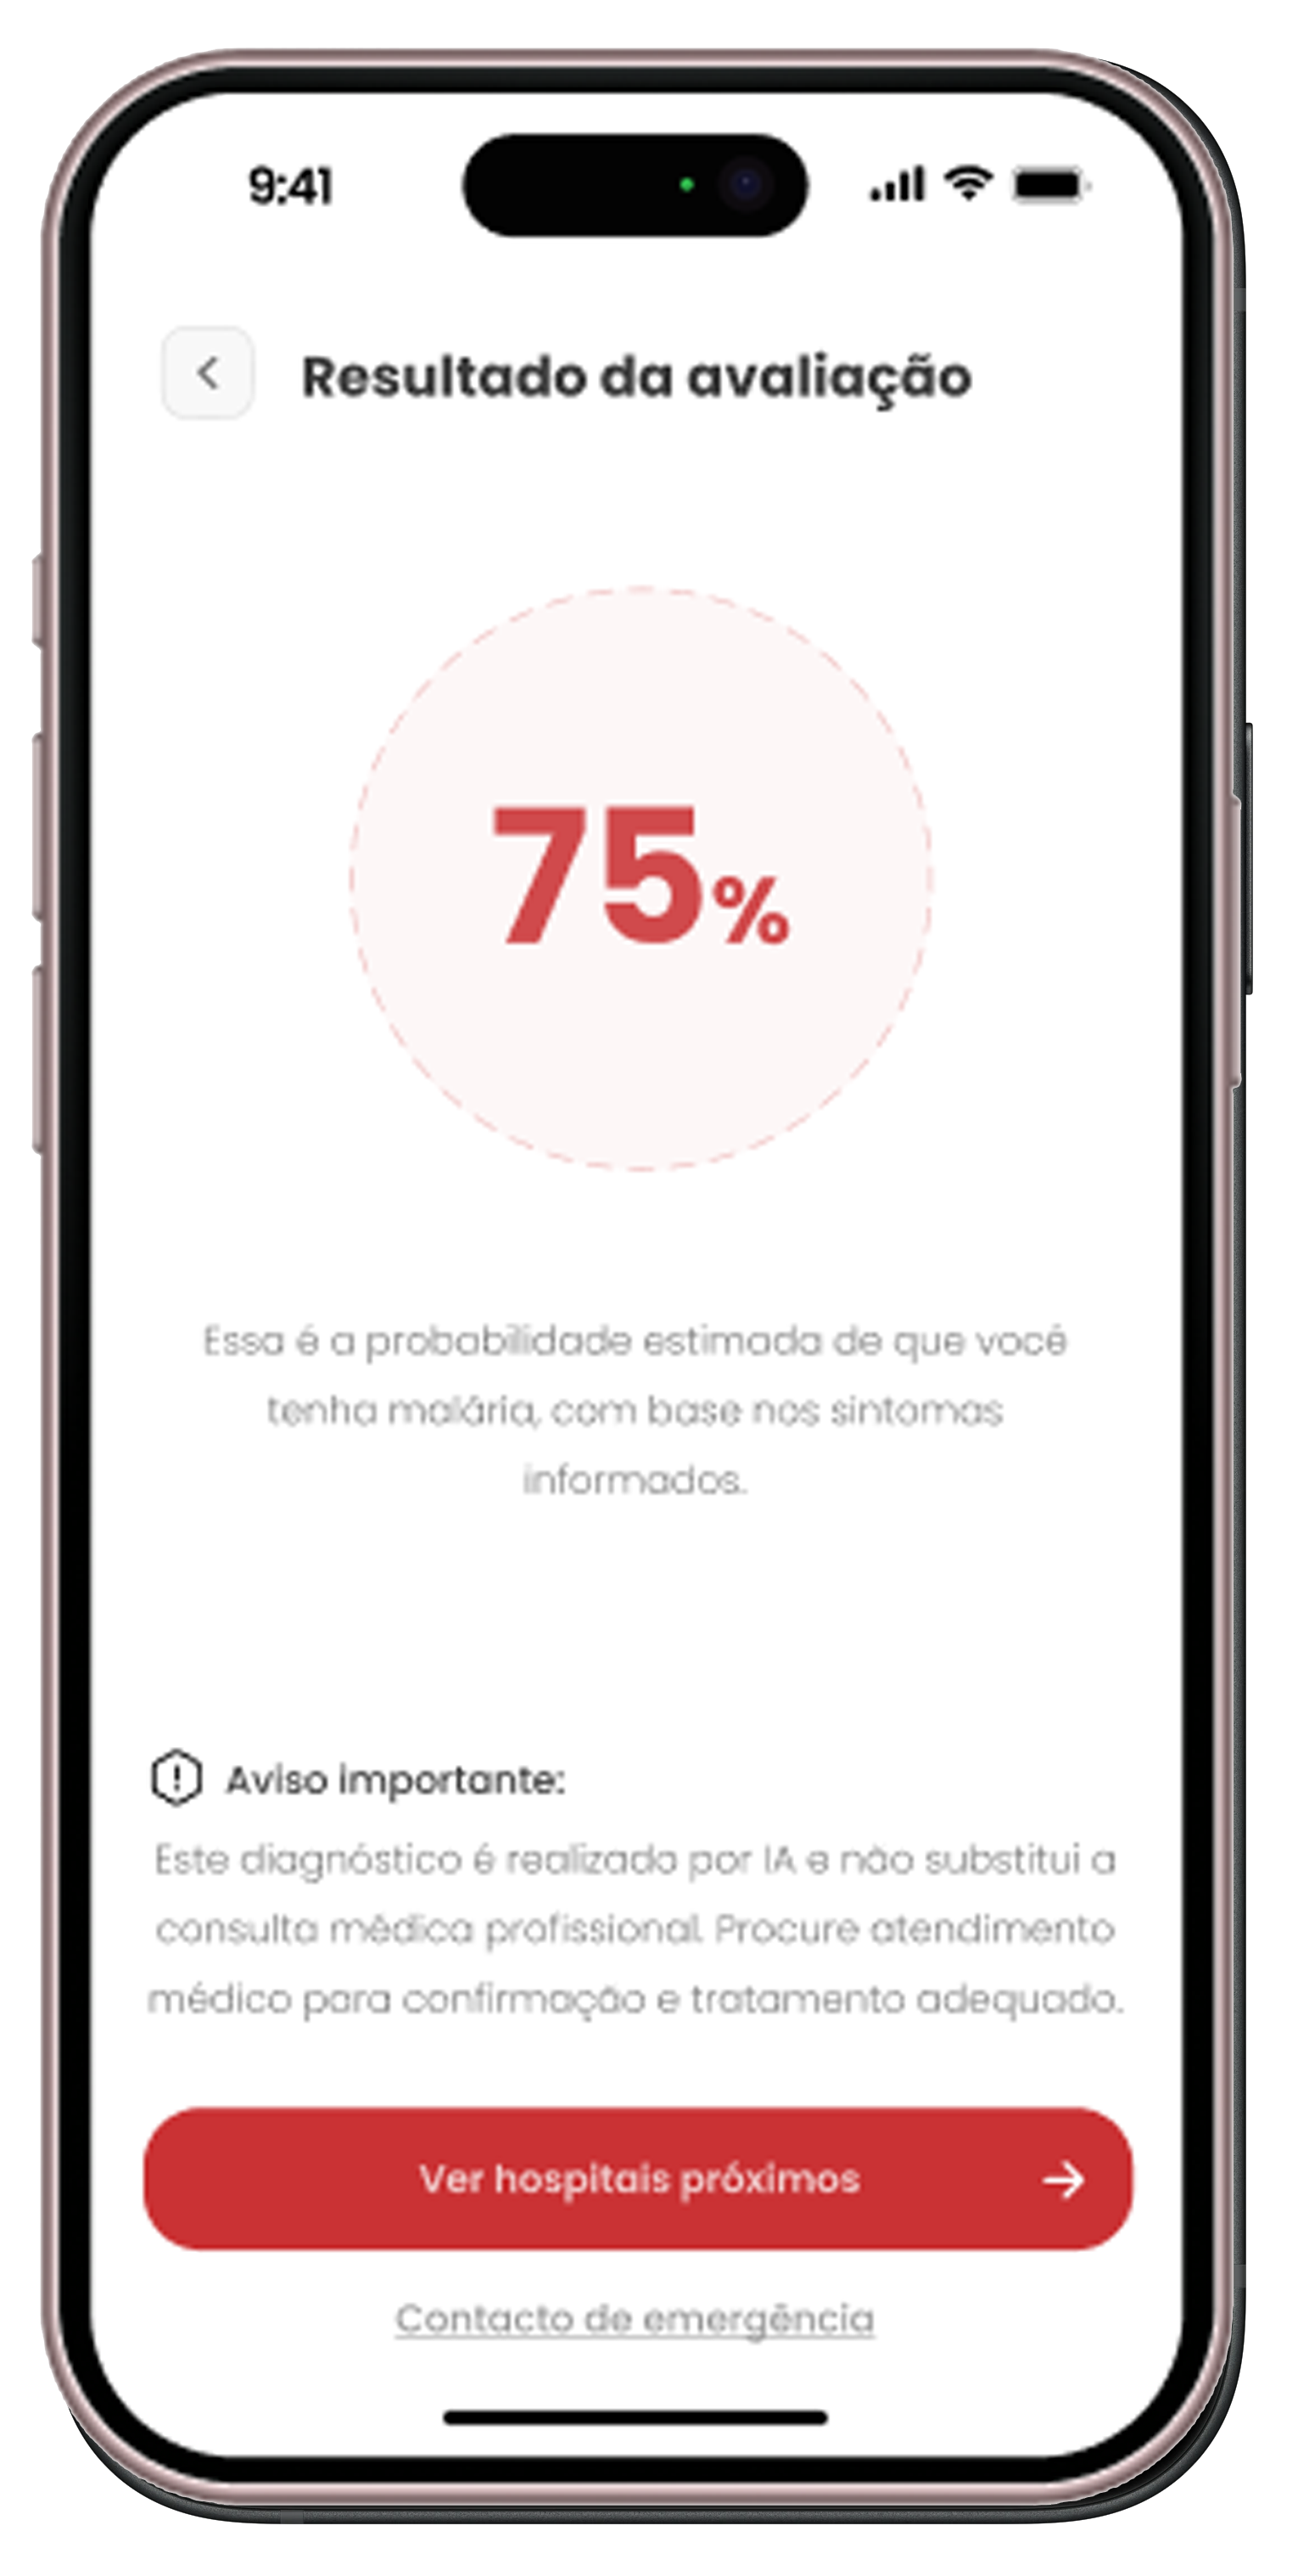 9:41
Resultado da avaliação
75%
Essa é a probabilidade estimada de que você
tenha malária, com base nos sintomas
informados.
Aviso importante:
Este diagnóstico é realizado por IA e não substitui a
consulta médica profissional. Procure atendimento
médico para confirmação e tratamento adequado.
Ver hospitais próximos
Contacto de emergência